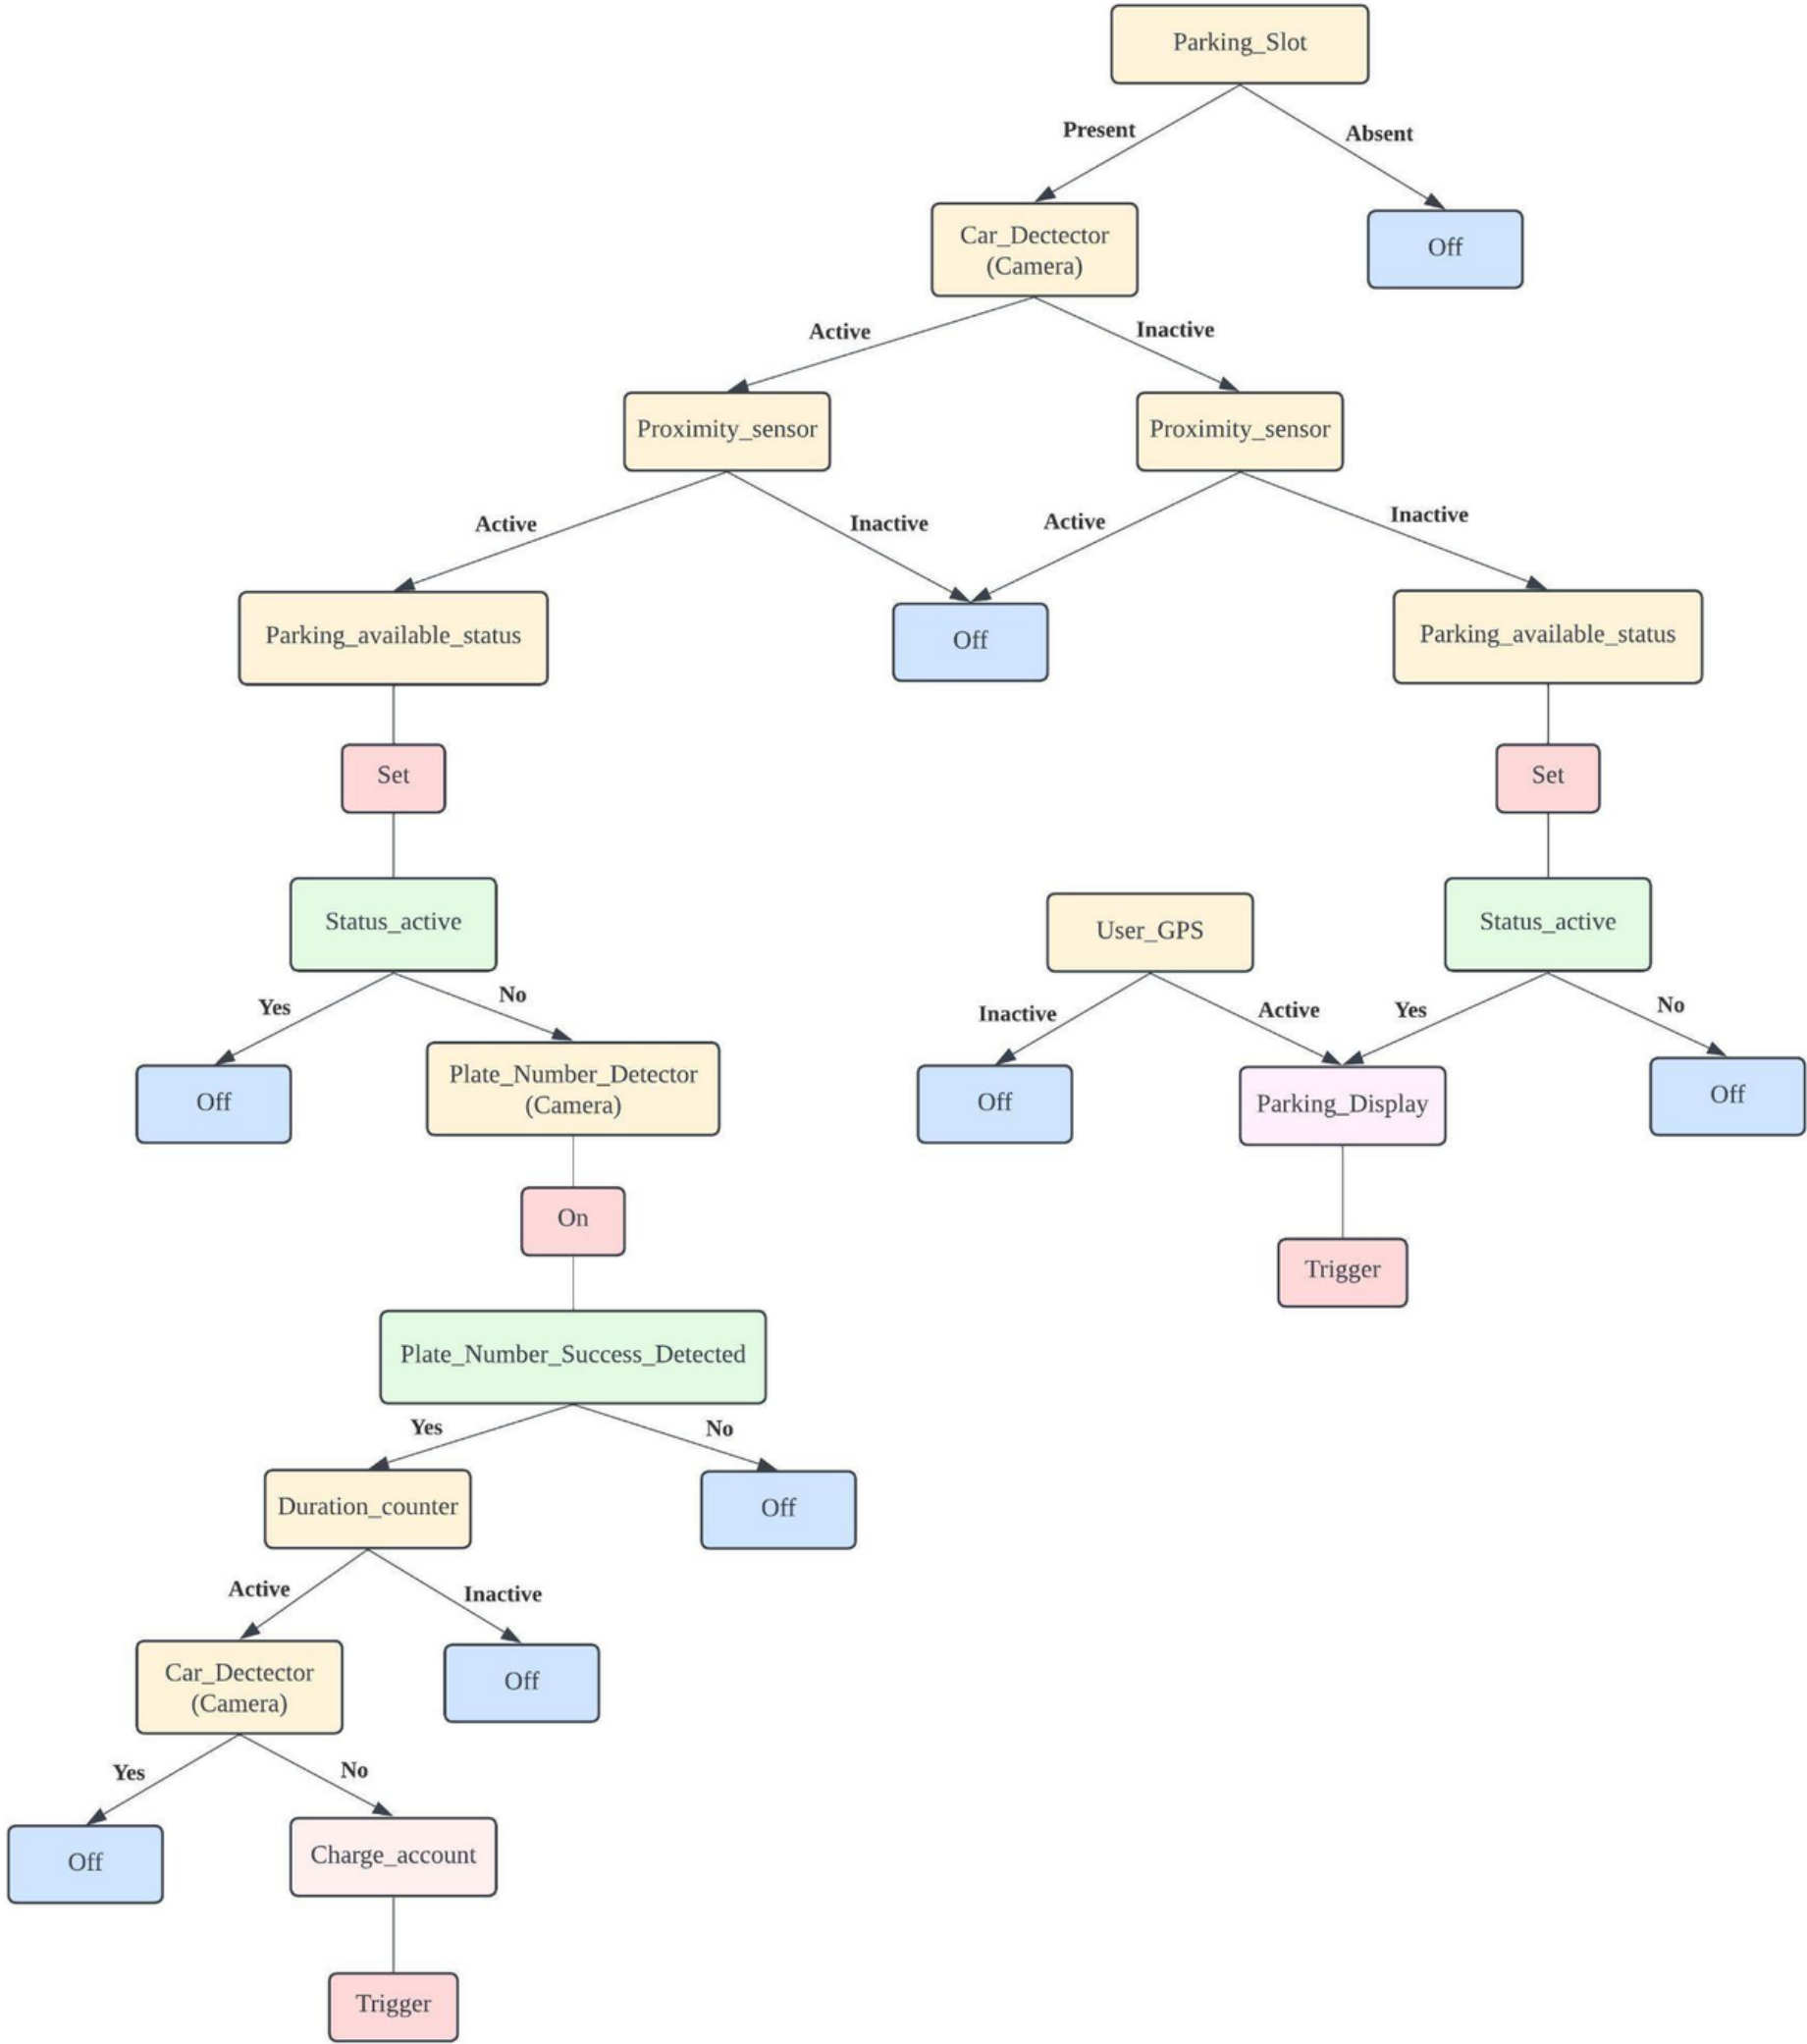 Parking_Slot
Present
Absent
Car_Dectector
(Camera)
Off
Active
Inactive
Proximity_sensor
Proximity_sensor
Active
Inactive
Active
Inactive
Parking_available_status
Off
Parking_available_status
Set
Set
Status_active
User_GPS
Status_active
Yes
No
Inactive
Active
Yes
No
Off
Plate_Number_Detector
(Camera)
Off
Parking_Display
Off
On
Trigger
Plate_Number_Success_Detected
Yes
No
Duration_counter
Off
Active
Inactive
Car_Dectector
(Camera)
Off
Yes
No
Off
Charge_account
Trigger